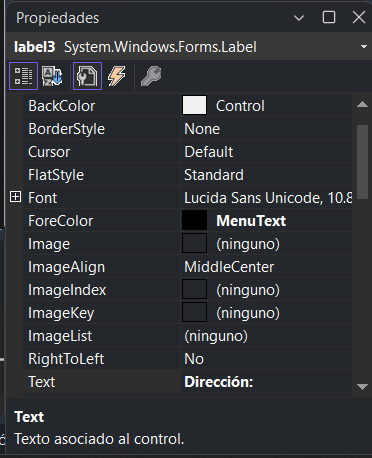 Propiedades
label3 System.Windows.Forms.Label
BackColor Control
BorderStyle None
Cursor Default
FlatStyle Standard
Font Lucida Sans Unicode, 10.8
ForeColor MenuText
Image (ninguno)
ImageAlign MiddleCenter
ImageIndex (ninguno)
ImageKey (ninguno)
ImageList (ninguno)
RightToLeft No
Text Dirección:
Text
Texto asociado al control.